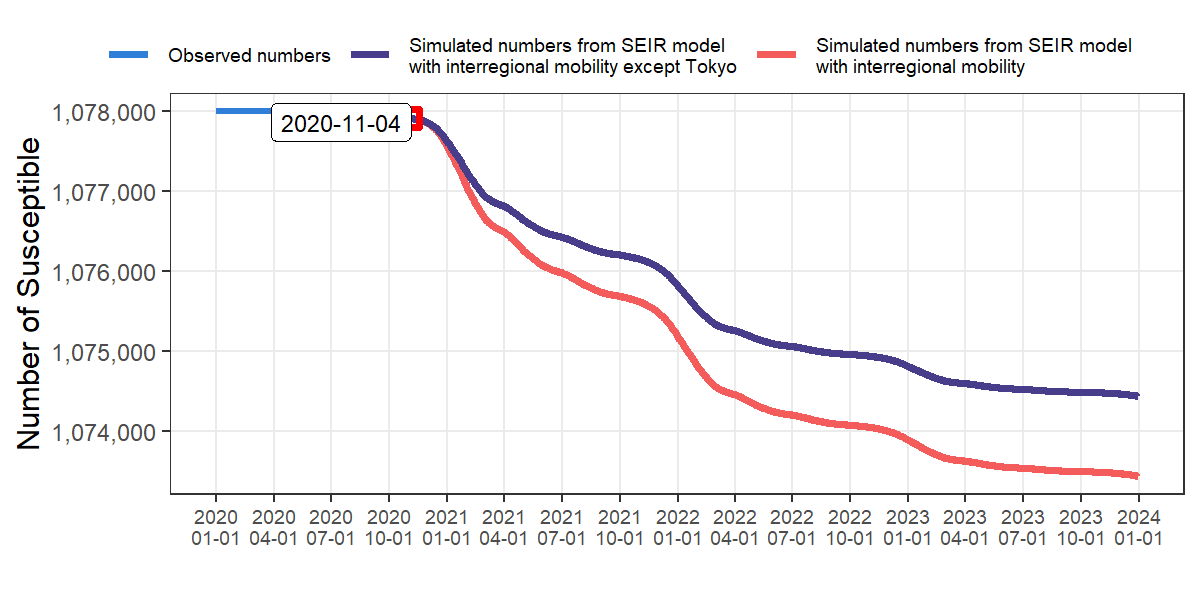 Observed numbers
Simulated numbers from SEIR model
with interregional mobility except Tokyo
Simulated numbers from SEIR model
with interregional mobility
Number of Susceptible
1,078,000
1,077,000
1,076,000
1,075,000
1,074,000
2020-11-04
2020 2020 2020 2020 2021 2021 2021 2021 2022 2022 2022 2022 2023 2023 2023 2023 2024
01-01 04-01 07-01 10-01 01-01 04-01 07-01 10-01 01-01 04-01 07-01 10-01 01-01 04-01 07-01 10-01 01-01